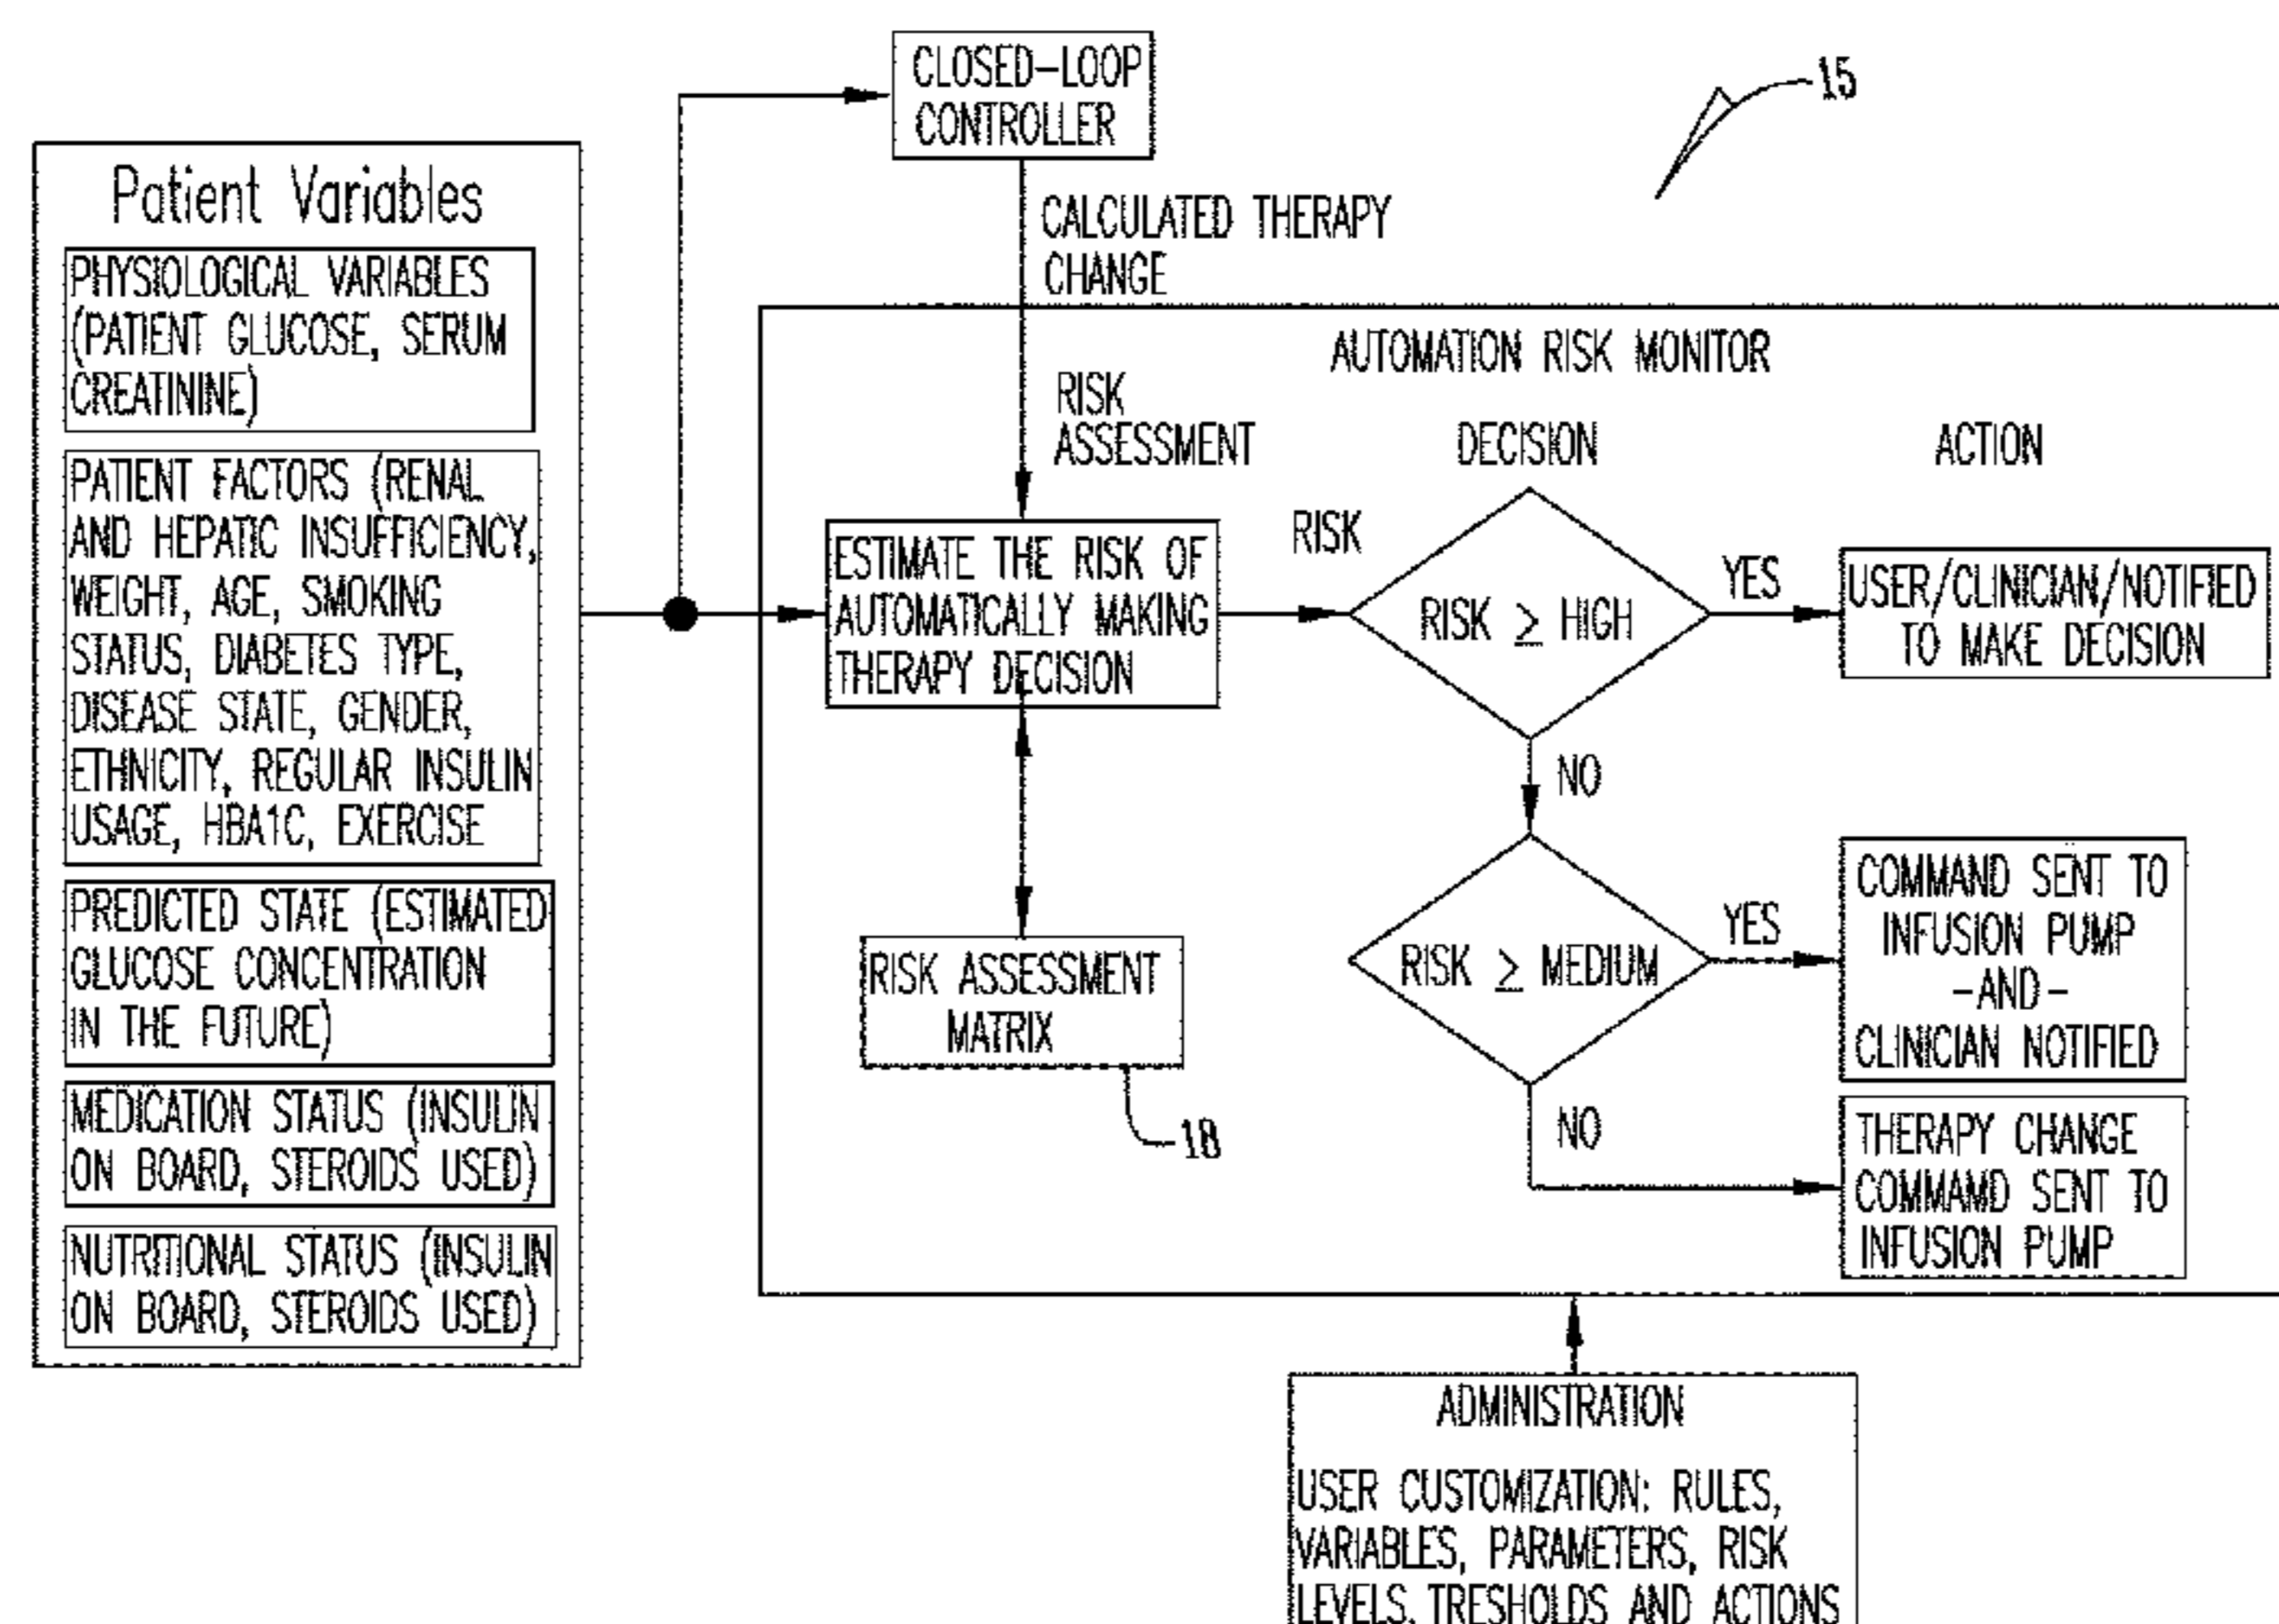 CLOSED-LOOP
CONTROLLER
15
CALCULATED THERAPY
CHANGE
Patient Variables
PHYSIOLOGICAL VARIABLES
(PATIENT GLUCOSE, SERUM
CREATININE)
PATIENT FACTORS (RENAL
AND HEPATIC INSUFFICIENCY,
WEIGHT, AGE, SMOKING
STATUS, DIABETES TYPE,
DISEASE STATE, GENDER,
ETHNICITY, REGULAR INSULIN
USAGE, HBA1C, EXERCISE
PREDICTED STATE (ESTIMATED
GLUCOSE CONCENTRATION
IN THE FUTURE)
MEDICATION STATUS (INSULIN
ON BOARD, STEROIDS USED)
NUTRITIONAL STATUS (INSULIN
ON BOARD, STEROIDS USED)
AUTOMATION RISK MONITOR
RISK
ASSESSMENT
DECISION
ACTION
ESTIMATE THE RISK OF
AUTOMATICALLY MAKING
THERAPY DECISION
RISK
RISK ≥ HIGH
YES
USER/CLINICIAN/NOTIFIED
TO MAKE DECISION
NO
RISK ASSESSMENT
MATRIX
18
RISK ≥ MEDIUM
YES
COMMAND SENT TO
INFUSION PUMP
-AND-
CLINICIAN NOTIFIED
NO
THERAPY CHANGE
COMMAMD SENT TO
INFUSION PUMP
ADMINISTRATION
USER CUSTOMIZATION: RULES,
VARIABLES, PARAMETERS, RISK
LEVELS, TRESHOLDS AND ACTIONS